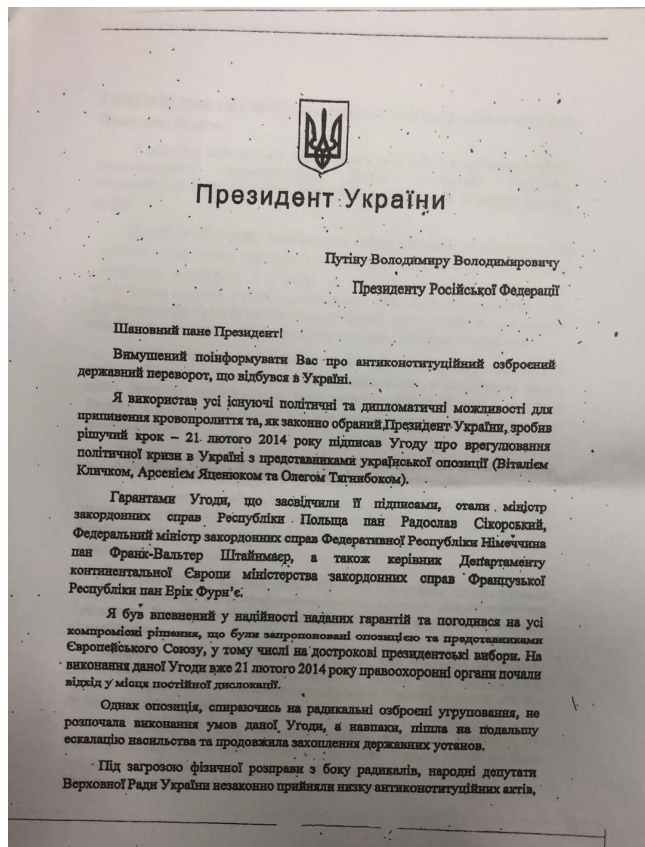 Президент України
Путіну Володимиру Володимировичу
Президенту Російської Федерації
Шановний пане Президент!
Вимушений поінформувати Вас про антиконституційний озброєний
державний переворот, що відбувся в Україні.
Я використав усі існуючі політичні та дипломатичні можливості для
припинення кровопролиття та, як законно обраний Президент України, зробив
рішучий крок – 21 лютого 2014 року підписав Угоду про врегулювання
політичної кризи в Україні з представниками української опозиції (Віталієм
Кличком, Арсенієм Яценюком та Олегом Тягнибоком).
Гарантами Угоди, що засвідчили її підписами, стали міністр
закордонних справ Республіки Польща пан Радослав Сікорський,
Федеральний міністр закордонних справ Федеративної Республіки Німеччина
пан Франк-Вальтер Штайнмаєр, а також керівник Департаменту
континентальної Європи міністерства закордонних справ Французької
Республіки пан Ерік Фурн’є.
Я був впевнений у надійності наданих гарантій та погодився на усі
компромісні рішення, що були запропоновані опозицією та представниками
Європейського Союзу, у тому числі на дострокові президентські вибори. На
виконання даної Угоди вже 21 лютого 2014 року правоохоронні органи почали
відхід у місця постійної дислокації.
Однак опозиція, спираючись на радикальні озброєні угруповання, не
розпочала виконання умов даної Угоди, а навпаки, пішла на подальшу
ескалацію насильства та продовжила захоплення державних установ.
Під загрозою фізичної розправи з боку радикалів, народні депутати
Верховної Ради України незаконно прийняли низку антиконституційних актів,